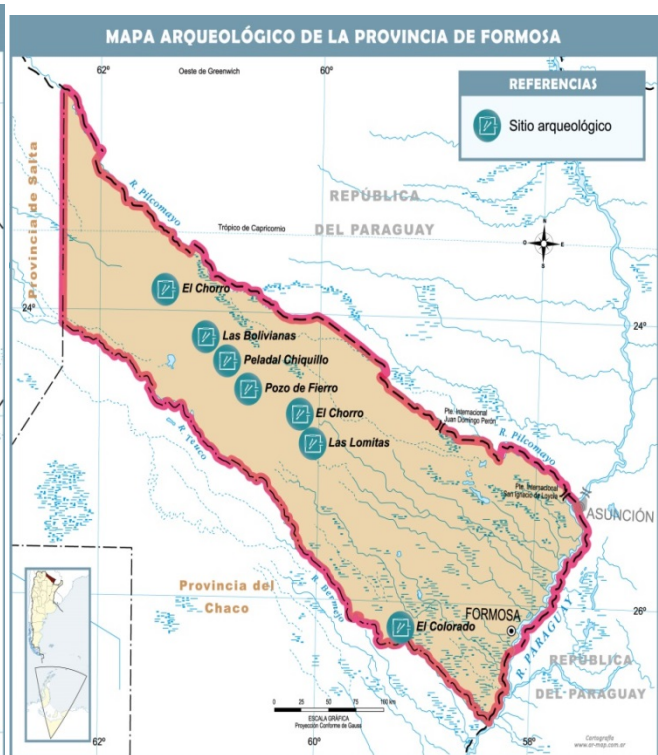 MAPA ARQUEOLÓGICO DE LA PROVINCIA DE FORMOSA
62º
Oeste de Greenwich
60º
REFERENCIAS
Sitio arqueológico
Provincia de Salta
R. Pilcomayo
REPÚBLICA
DEL PARAGUAY
Trópico de Capricornio
N
O
E
S
El Chorro
24º
24º
Las Bolivianas
Peladal Chiquillo
Pozo de Fierro
El Chorro
Las Lomitas
Pte. Internacional
Juan Domingo Perón
R. Pilcomayo
R. Teuco
Pte. Internacional
San Ignacio de Loyola
ASUNCIÓN
Provincia del
Chaco
R. Bermejo
El Colorado
FORMOSA
26º
R. PARAGUAY
REPÚBLICA
DEL PARAGUAY
0 25 50 75 100 km
ESCALA GRÁFICA
Proyección Conforme de Gauss
62º
60º
58º
Cartografía
www.ar-map.com.ar